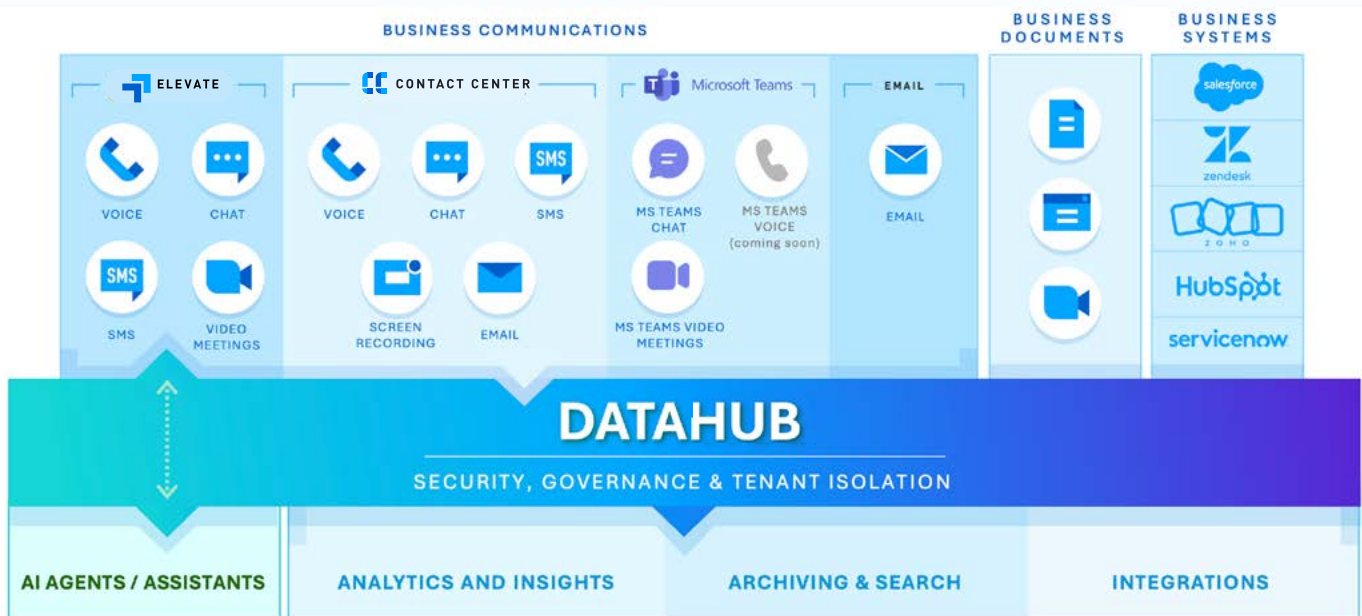 BUSINESS COMMUNICATIONS
BUSINESS
DOCUMENTS
BUSINESS
SYSTEMS
ELEVATE
CONTACT CENTER
Microsoft Teams
EMAIL
VOICE
CHAT
SMS
VIDEO
MEETINGS
SMS
VOICE
CHAT
SMS
SMS
SCREEN
RECORDING
EMAIL
T
MS TEAMS
CHAT
MS TEAMS
VOICE
(coming soon)
MS TEAMS VIDEO
MEETINGS
EMAIL
salesforce
zendesk
ZOHO
HubSpot
servicenow
DATAHUB
SECURITY, GOVERNANCE & TENANT ISOLATION
AI AGENTS / ASSISTANTS
ANALYTICS AND INSIGHTS
ARCHIVING & SEARCH
INTEGRATIONS